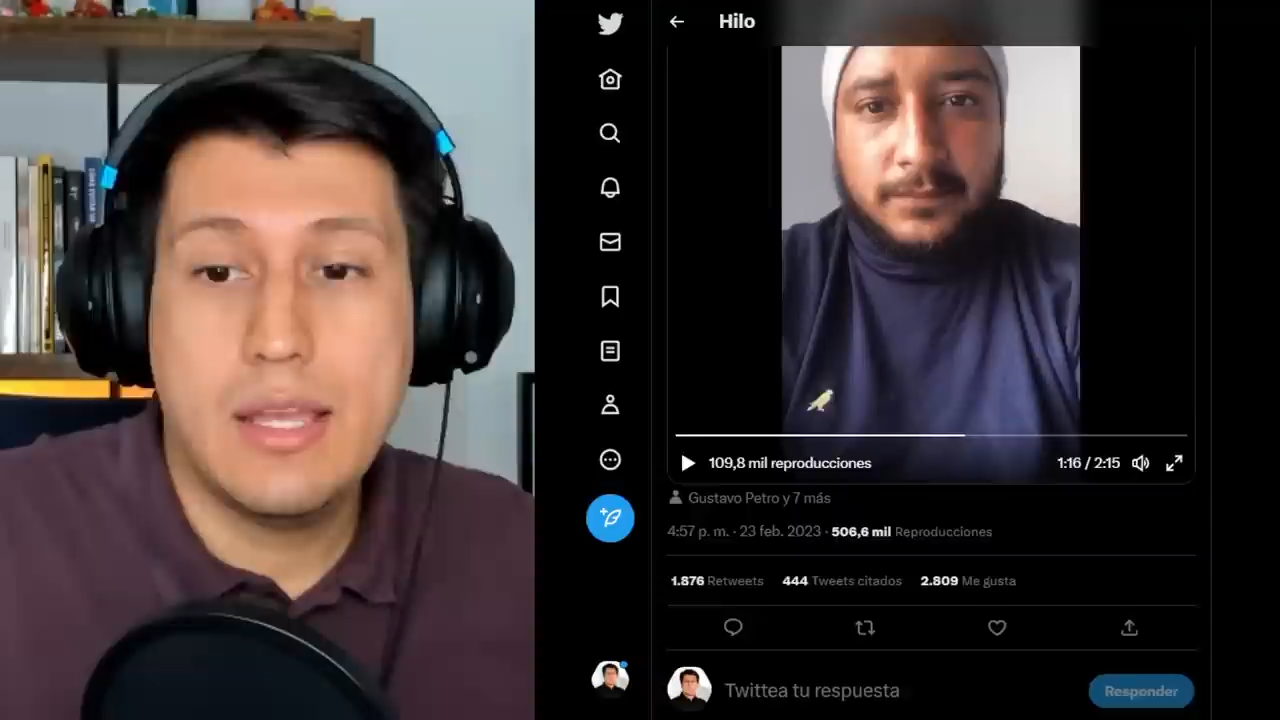 Hilo
109,8 mil reproducciones
1:16 / 2:15
Gustavo Petro y 7 más
4:57 p. m. · 23 feb. 2023 · 506,6 mil Reproducciones
1.876 Retweets 444 Tweets citados 2.809 Me gusta
Twittea tu respuesta
Responder